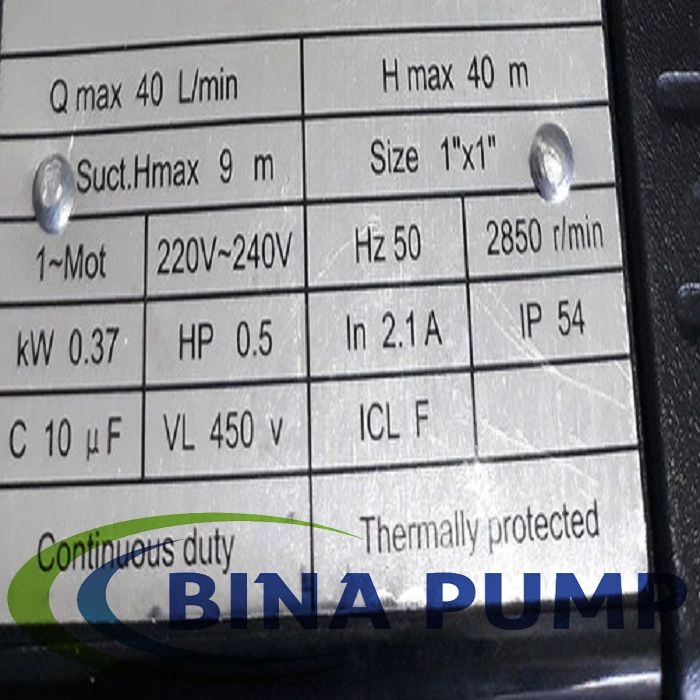 Q max 40 L/min H max 40 m
Suct.Hmax 9 m Size 1"x1"
1~Mot 220V~240V Hz 50 2850 r/min
kW 0.37 HP 0.5 In 2.1 A IP 54
C 10 µF VL 450 v ICL F
Continuous duty Thermally protected
BINA PUMP